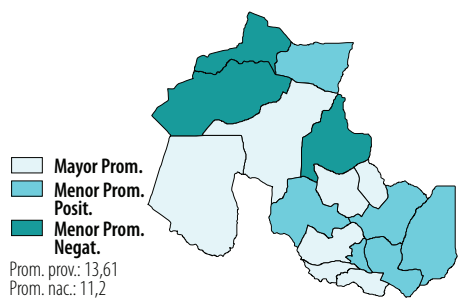 Mayor Prom.
Menor Prom.
Posit.
Menor Prom.
Negat.
Prom. prov.: 13,61
Prom. nac.: 11,2